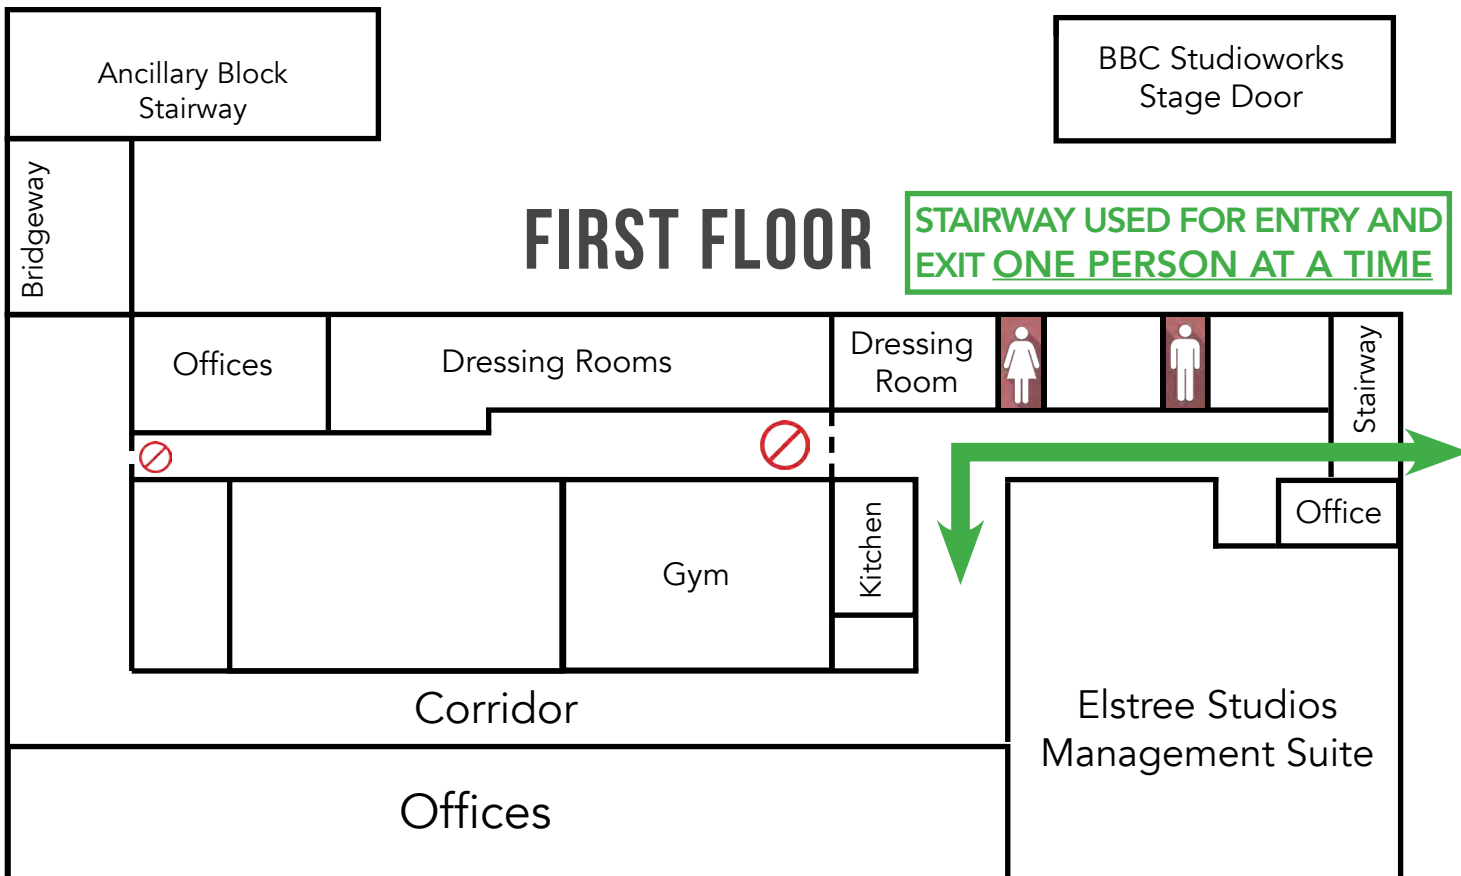 Ancillary Block
Stairway
BBC Studioworks
Stage Door
Bridgeway
FIRST FLOOR
STAIRWAY USED FOR ENTRY AND
EXIT ONE PERSON AT A TIME
Offices
Dressing Rooms
Dressing
Room
Stairway
Gym
Kitchen
Office
Corridor
Elstree Studios
Management Suite
Offices